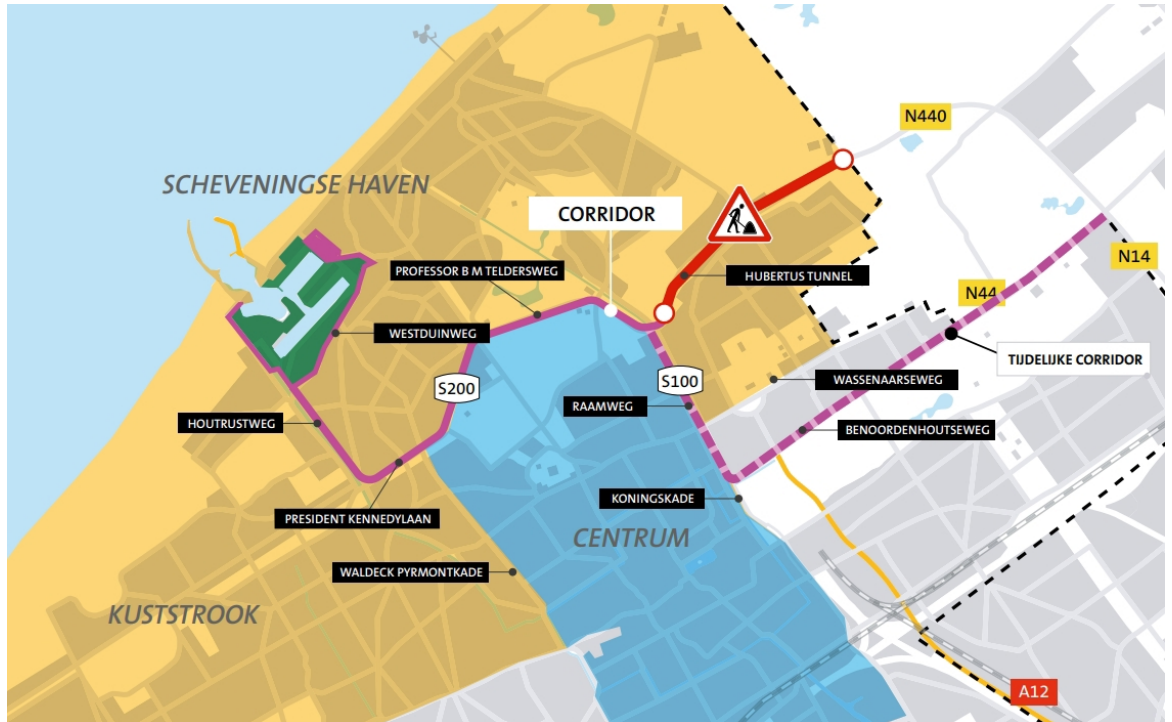 N440
SCHEVENINGSE HAVEN
CORRIDOR
N14
PROFESSOR B M TELDERSWEG
HUBERTUS TUNNEL
N44
WESTDUINWEG
TIJDELIJKE CORRIDOR
S200
S100
WASSENAARSEWEG
RAAMWEG
HOUTRUSTWEG
BENOORDENHOUTSEWEG
KONINGSKADE
PRESIDENT KENNEDYLAAN
CENTRUM
WALDECK PYRMONTKADE
KUSTSTROOK
A12